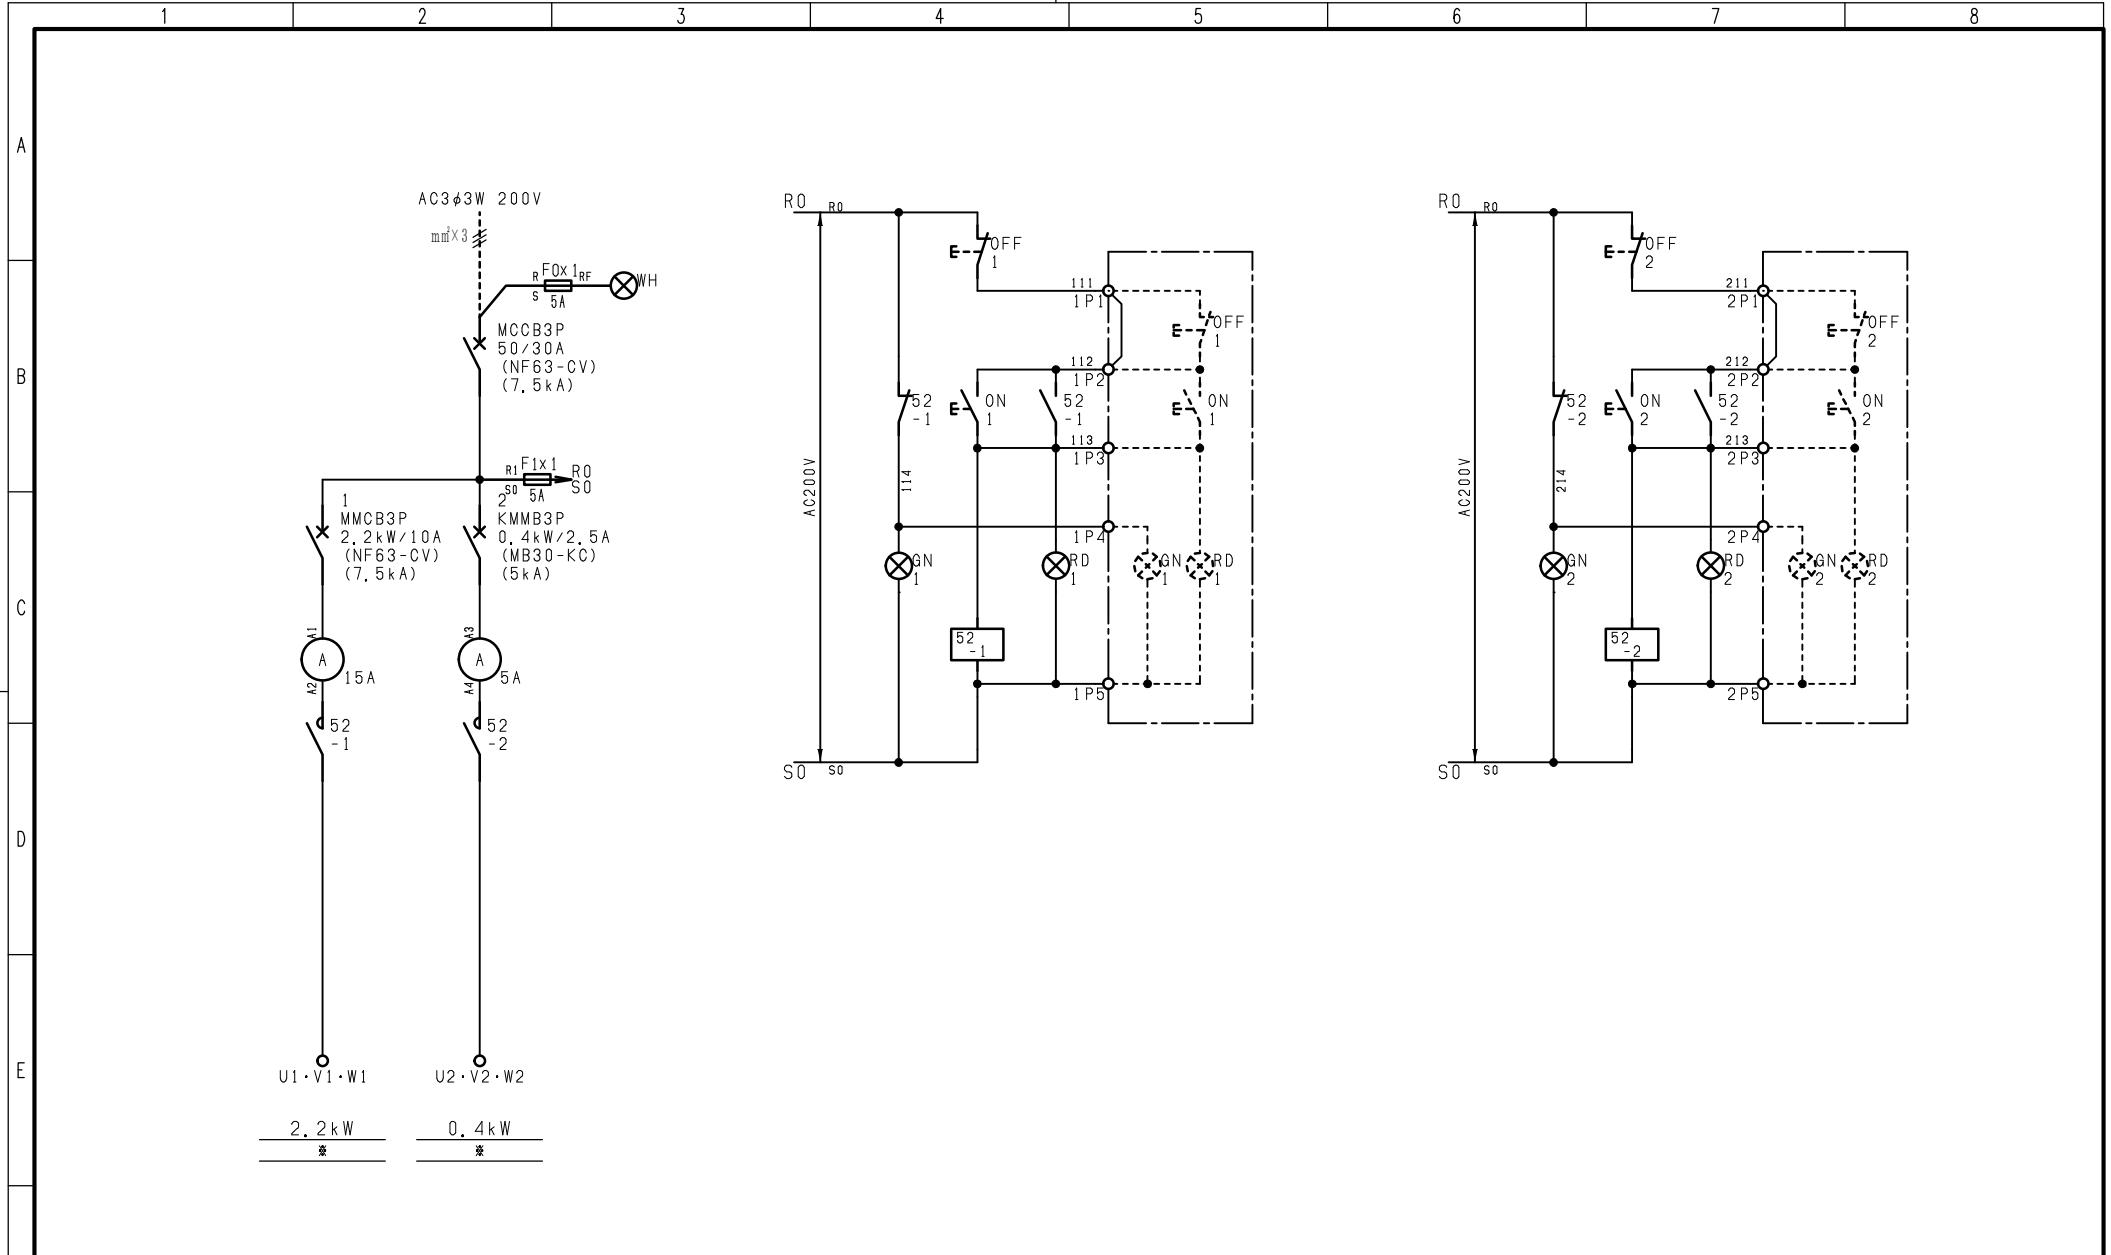 1 2 3 4 5 6 7 8
A
B
C
D
E
AC3φ3W 200V
mm²×3
R F0x1 RF WH
S 5A
MCCB3P
50/30A
(NF63-CV)
(7.5kA)
R1 F1x1 R0
S0 5A S0
1
MMCB3P
2.2kW/10A
(NF63-CV)
(7.5kA)
2
KMMB3P
0.4kW/2.5A
(MB30-KC)
(5kA)
A1
A
A2
15A
A3
A
A4
5A
52
-1
52
-2
U1・V1・W1
U2・V2・W2
2.2kW
※
0.4kW
※
R0 R0
OFF
1
111
1P1
OFF
1
112
1P2
52
-1
ON
1
52
-1
ON
1
113
1P3
AC200V
114
1P4
GN
1
RD
1
GN
1
RD
1
52
-1
1P5
S0 S0
R0 R0
OFF
2
211
2P1
OFF
2
212
2P2
52
-2
ON
2
52
-2
ON
2
213
2P3
AC200V
214
2P4
GN
2
RD
2
GN
2
RD
2
52
-2
2P5
S0 S0